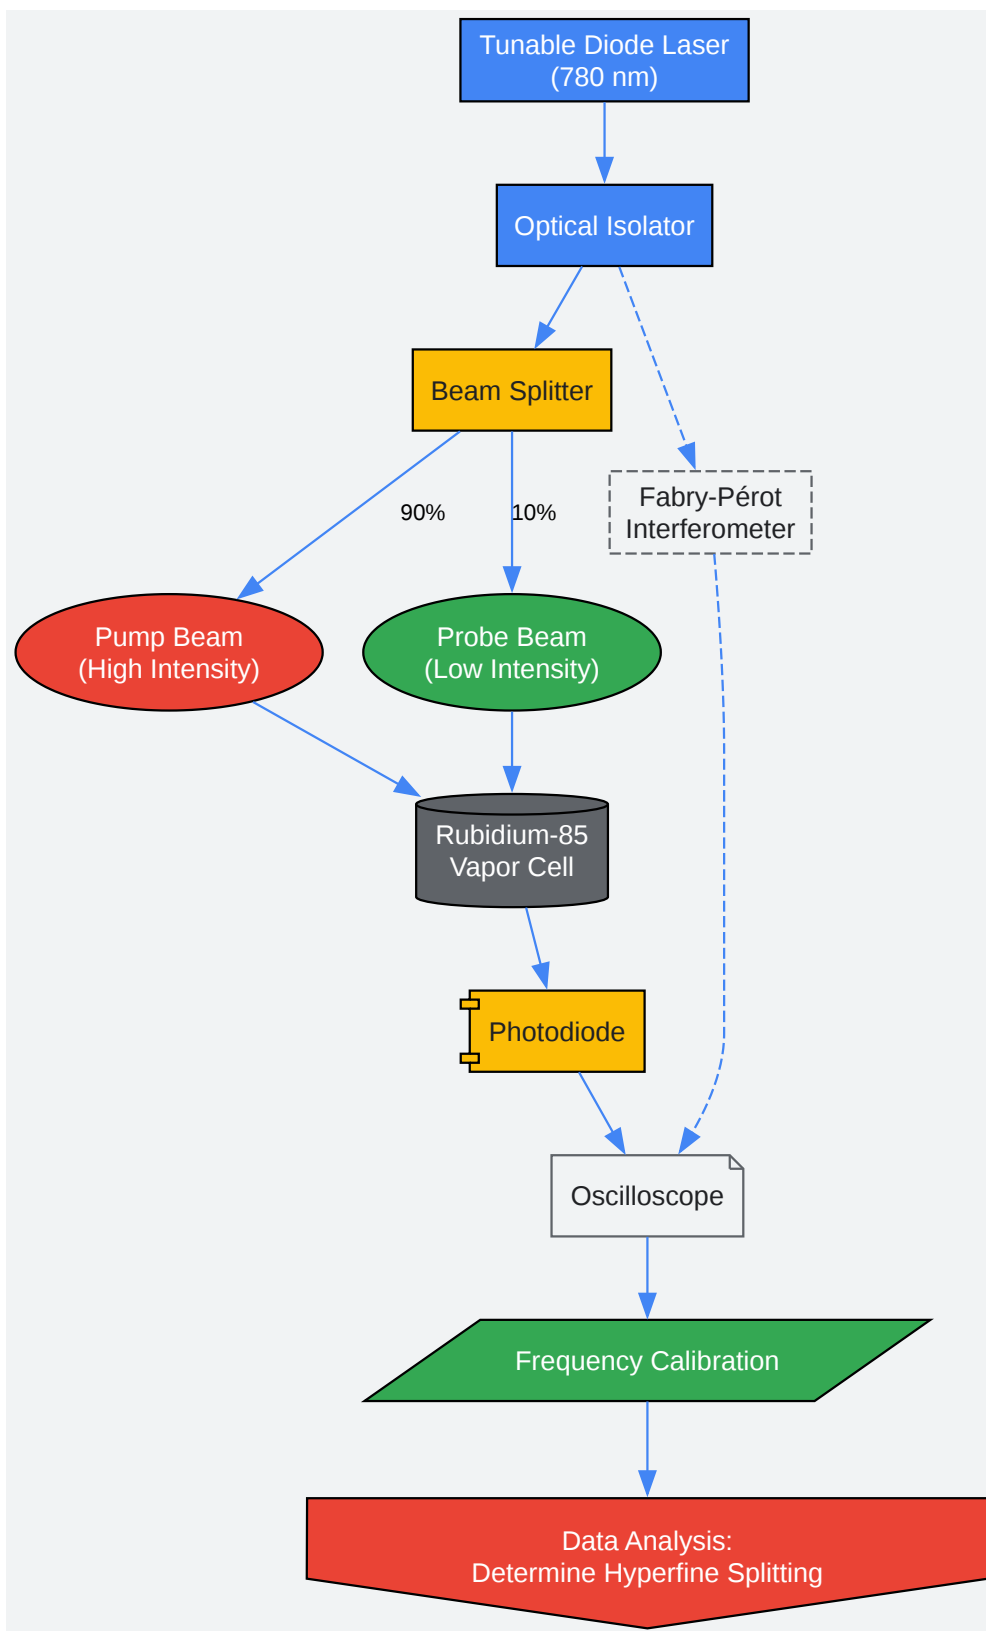 Tunable Diode Laser
(780 nm)
Optical Isolator
Beam Splitter
90%
10%
Fabry-Pérot
Interferometer
Pump Beam
(High Intensity)
Probe Beam
(Low Intensity)
Rubidium-85
Vapor Cell
Photodiode
Oscilloscope
Frequency Calibration
Data Analysis:
Determine Hyperfine Splitting